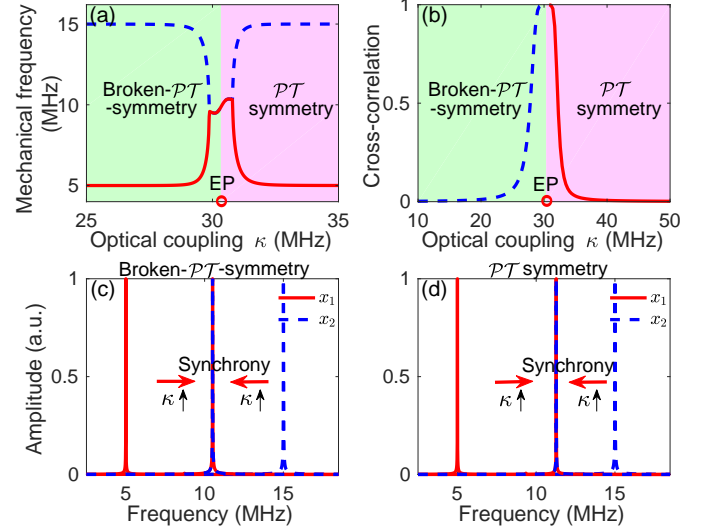 (a)
Mechanical frequency
(MHz)
15
10
5
Broken-𝒫𝒯
-symmetry
𝒫𝒯
symmetry
EP
25
30
35
Optical coupling κ (MHz)
(b)
Cross-correlation
1
0.5
0
Broken-𝒫𝒯
-symmetry
𝒫𝒯
symmetry
EP
10
20
30
40
50
Optical coupling κ (MHz)
(c)
Broken-𝒫𝒯-symmetry
Amplitude (a.u.)
1
0.5
0
x₁
x₂
Synchrony
κ
κ
5
10
15
Frequency (MHz)
(d)
𝒫𝒯 symmetry
1
0.5
0
x₁
x₂
Synchrony
κ
κ
5
10
15
Frequency (MHz)